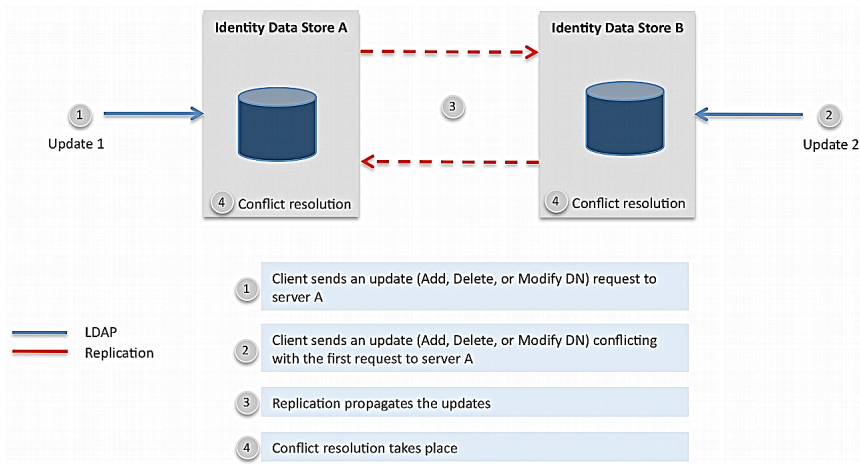 Identity Data Store A
Identity Data Store B
1
3
2
Update 1
Update 2
4 Conflict resolution
4 Conflict resolution
1 Client sends an update (Add, Delete, or Modify DN) request to
server A
LDAP
Replication
2 Client sends an update (Add, Delete, or Modify DN) conflicting
with the first request to server A
3 Replication propagates the updates
4 Conflict resolution takes place